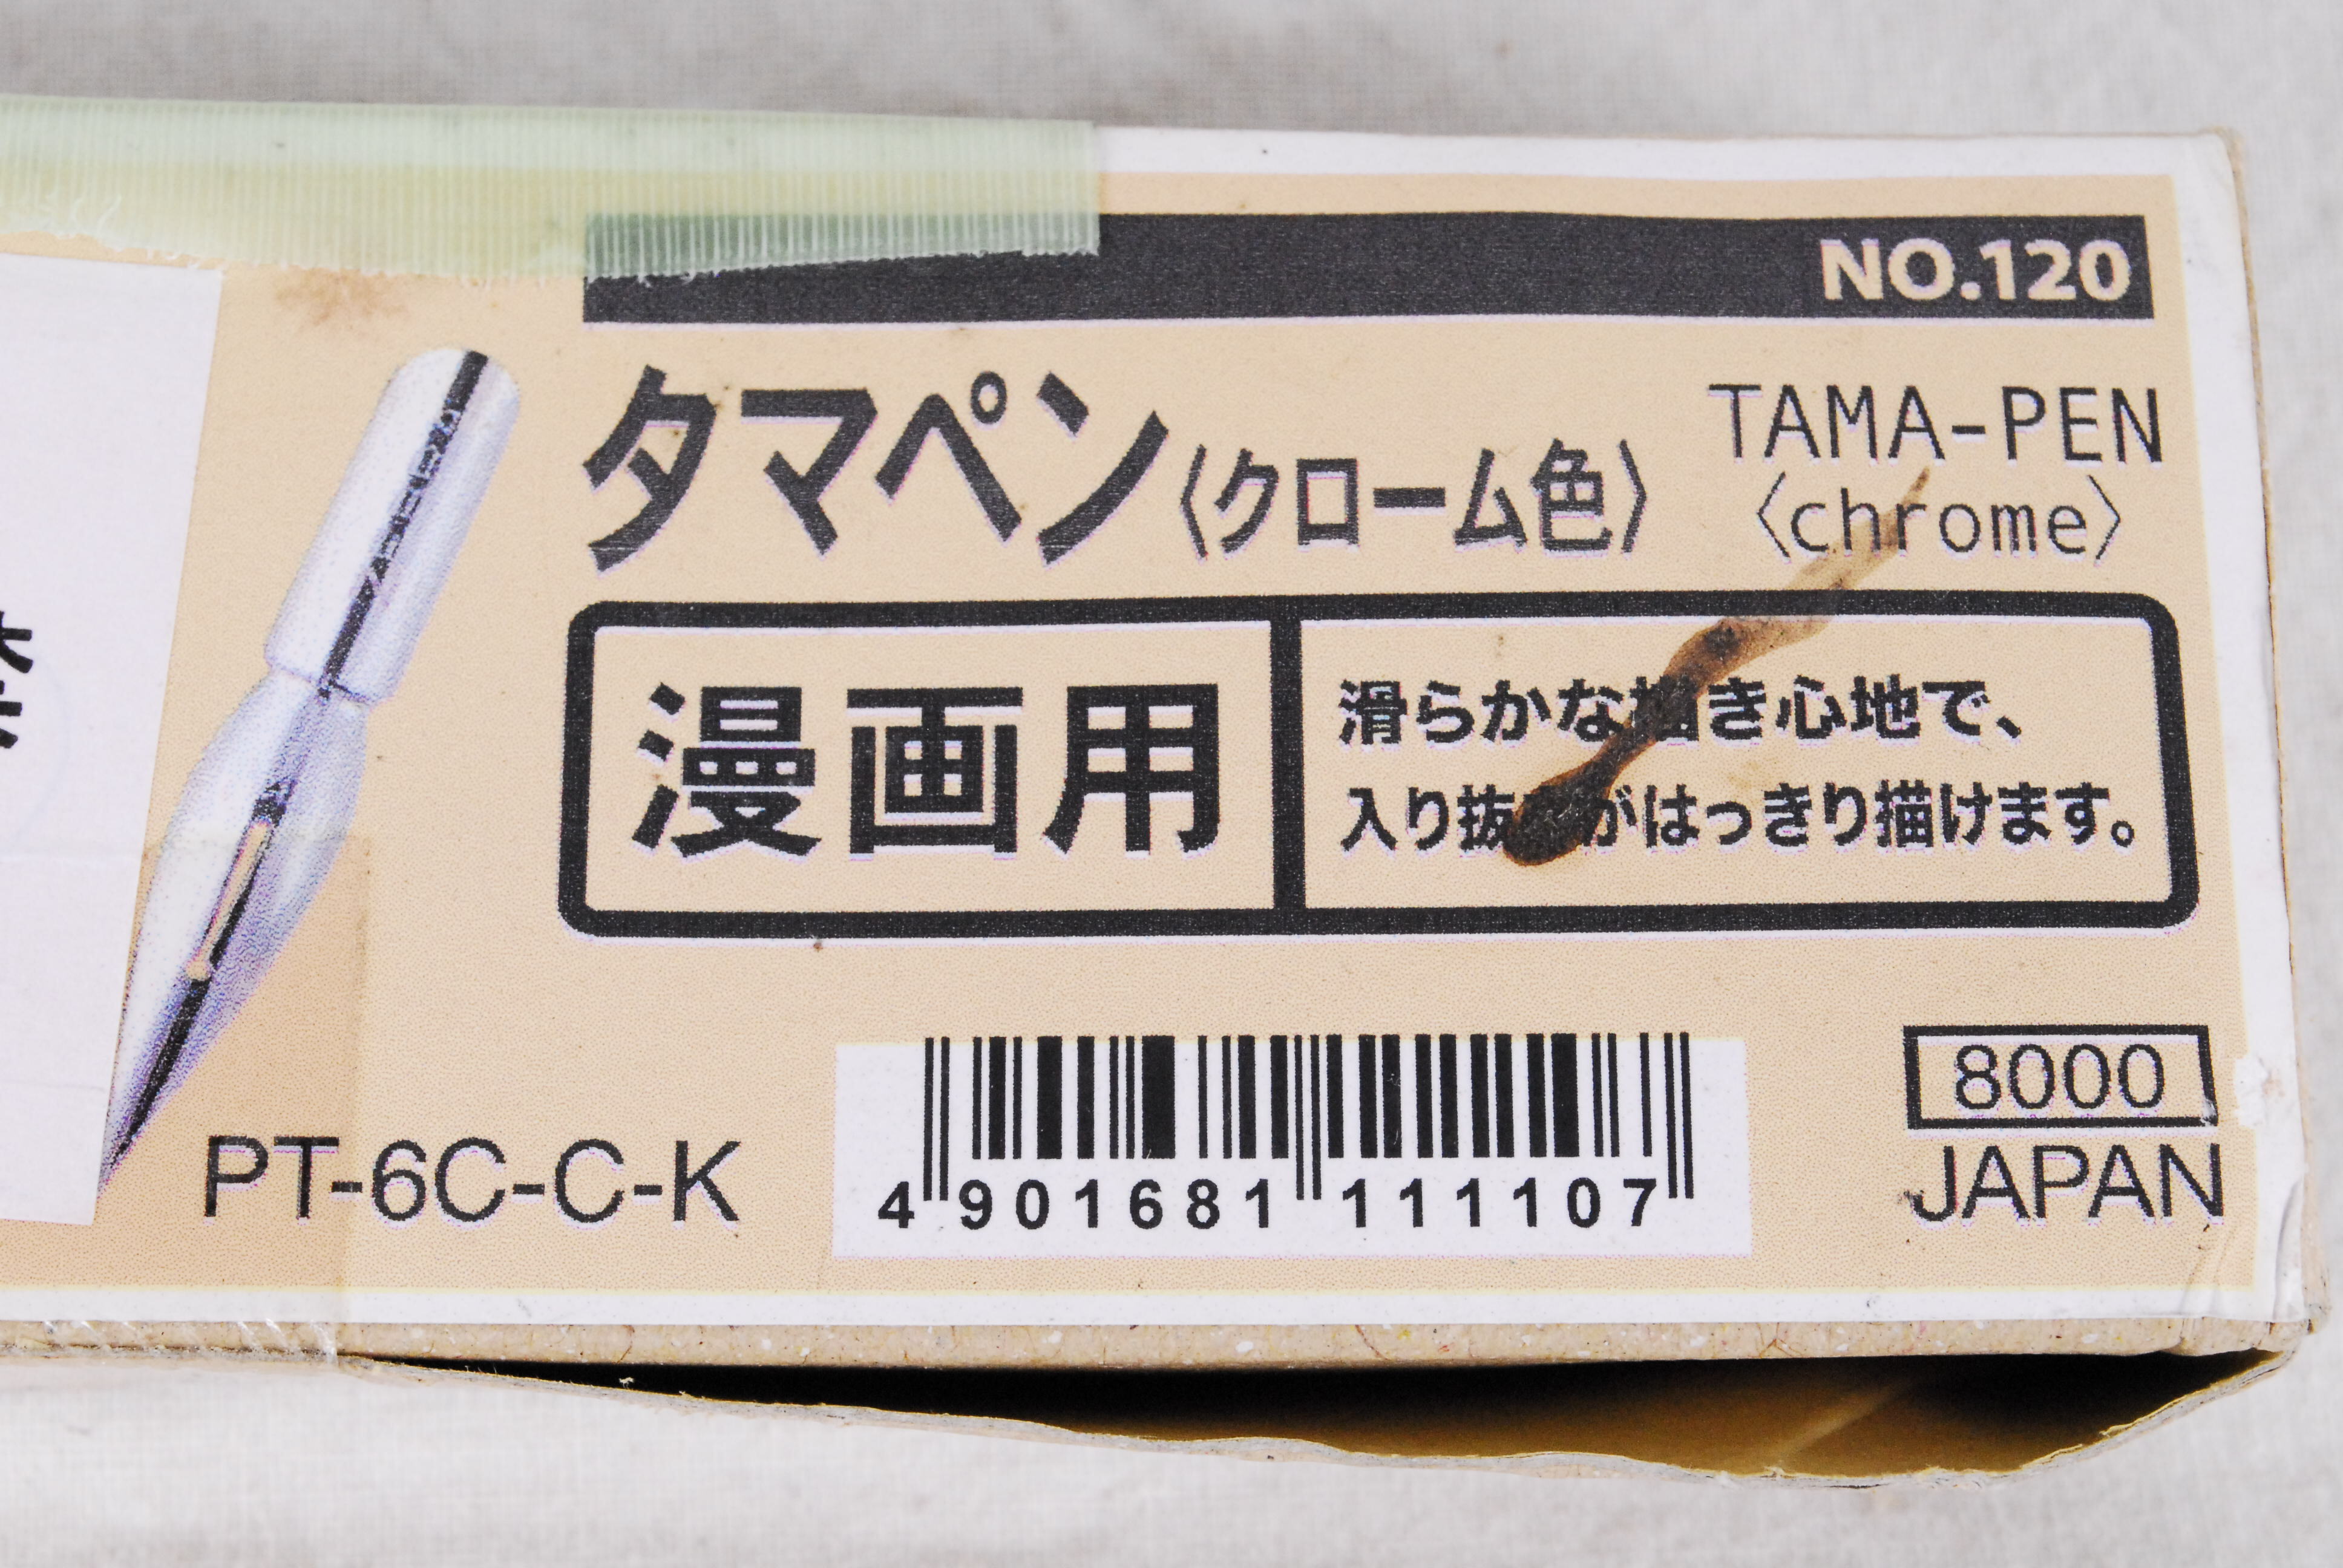 NO.120
タマペン〈クローム色〉
TAMA-PEN
〈chrome〉
漫画用
滑らかな描き心地で、
入り抜きがはっきり描けます。
PT-6C-C-K
4 901681 111107
8000
JAPAN